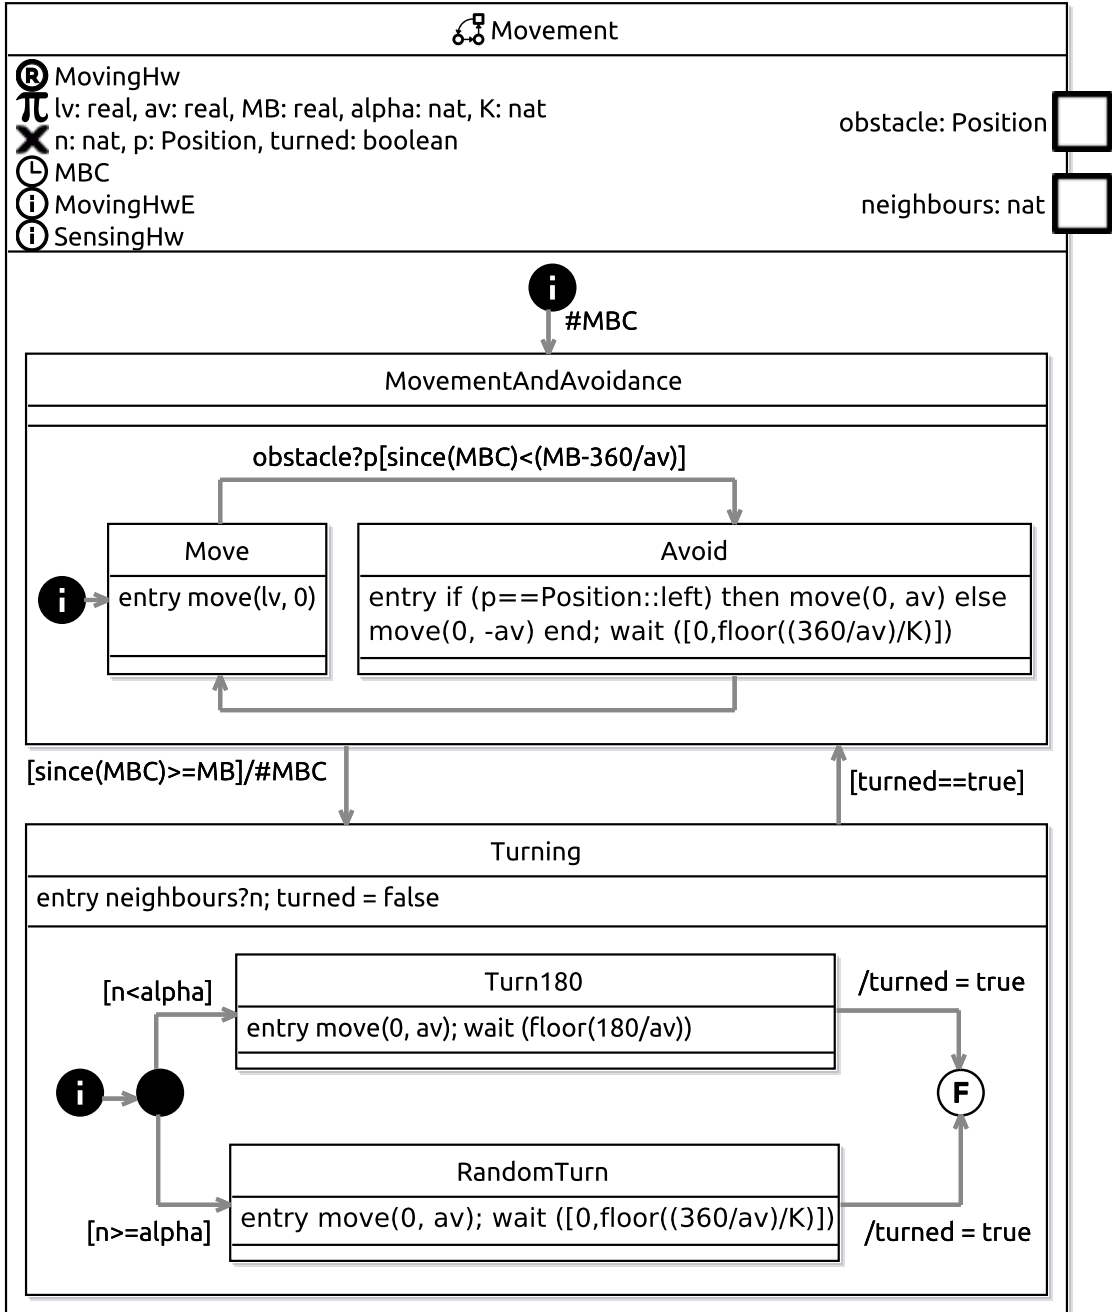 Movement
R MovingHw
π lv: real, av: real, MB: real, alpha: nat, K: nat
obstacle: Position
n: nat, p: Position, turned: boolean
MBC
i MovingHwE
neighbours: nat
i SensingHw
i
#MBC
MovementAndAvoidance
obstacle?p[since(MBC)<(MB-360/av)]
Move
Avoid
i
entry move(lv, 0)
entry if (p==Position::left) then move(0, av) else
move(0, -av) end; wait ([0,floor((360/av)/K)])
[since(MBC)>=MB]/#MBC
[turned==true]
Turning
entry neighbours?n; turned = false
[n<alpha]
Turn180
/turned = true
entry move(0, av); wait (floor(180/av))
i
F
RandomTurn
entry move(0, av); wait ([0,floor((360/av)/K)])
[n>=alpha]
/turned = true